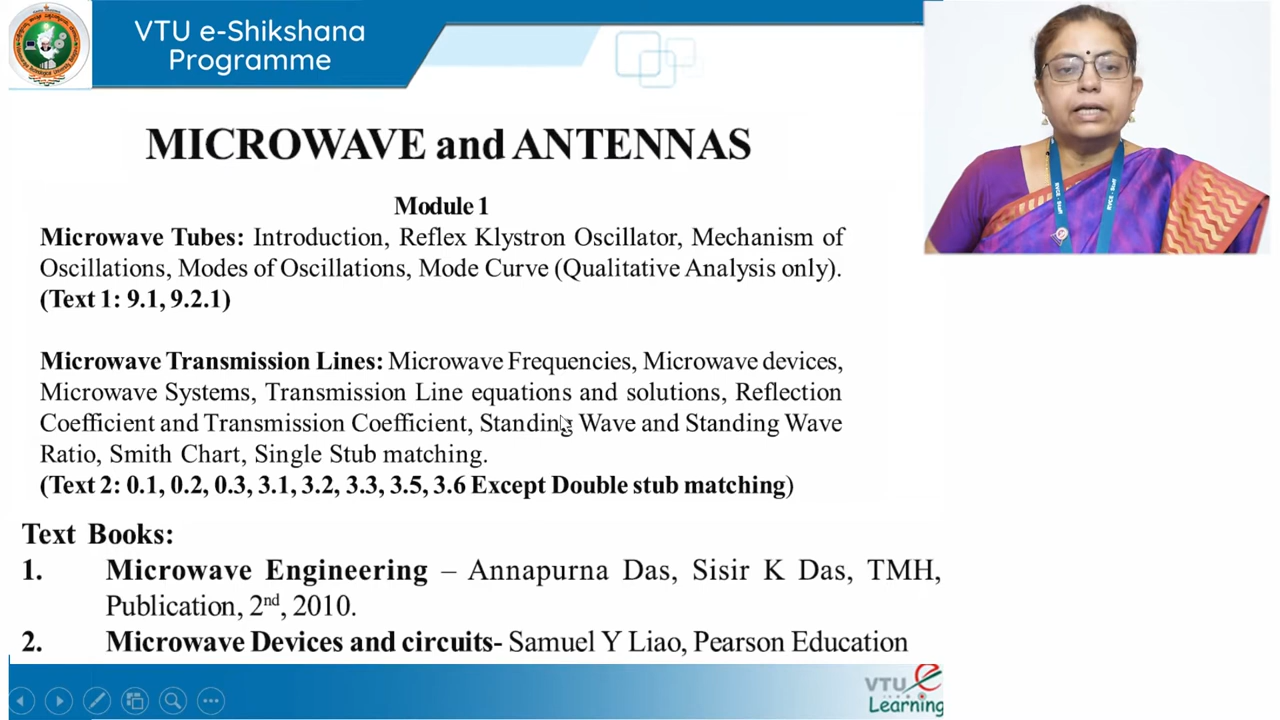 VTU e-Shikshana
Programme
MICROWAVE and ANTENNAS
Module 1
Microwave Tubes: Introduction, Reflex Klystron Oscillator, Mechanism of
Oscillations, Modes of Oscillations, Mode Curve (Qualitative Analysis only).
(Text 1: 9.1, 9.2.1)
Microwave Transmission Lines: Microwave Frequencies, Microwave devices,
Microwave Systems, Transmission Line equations and solutions, Reflection
Coefficient and Transmission Coefficient, Standing Wave and Standing Wave
Ratio, Smith Chart, Single Stub matching.
(Text 2: 0.1, 0.2, 0.3, 3.1, 3.2, 3.3, 3.5, 3.6 Except Double stub matching)
Text Books:
1. Microwave Engineering – Annapurna Das, Sisir K Das, TMH,
Publication, 2nd, 2010.
2. Microwave Devices and circuits- Samuel Y Liao, Pearson Education
VTU e
Learning
RVCE - Staff
RVCE - Staff